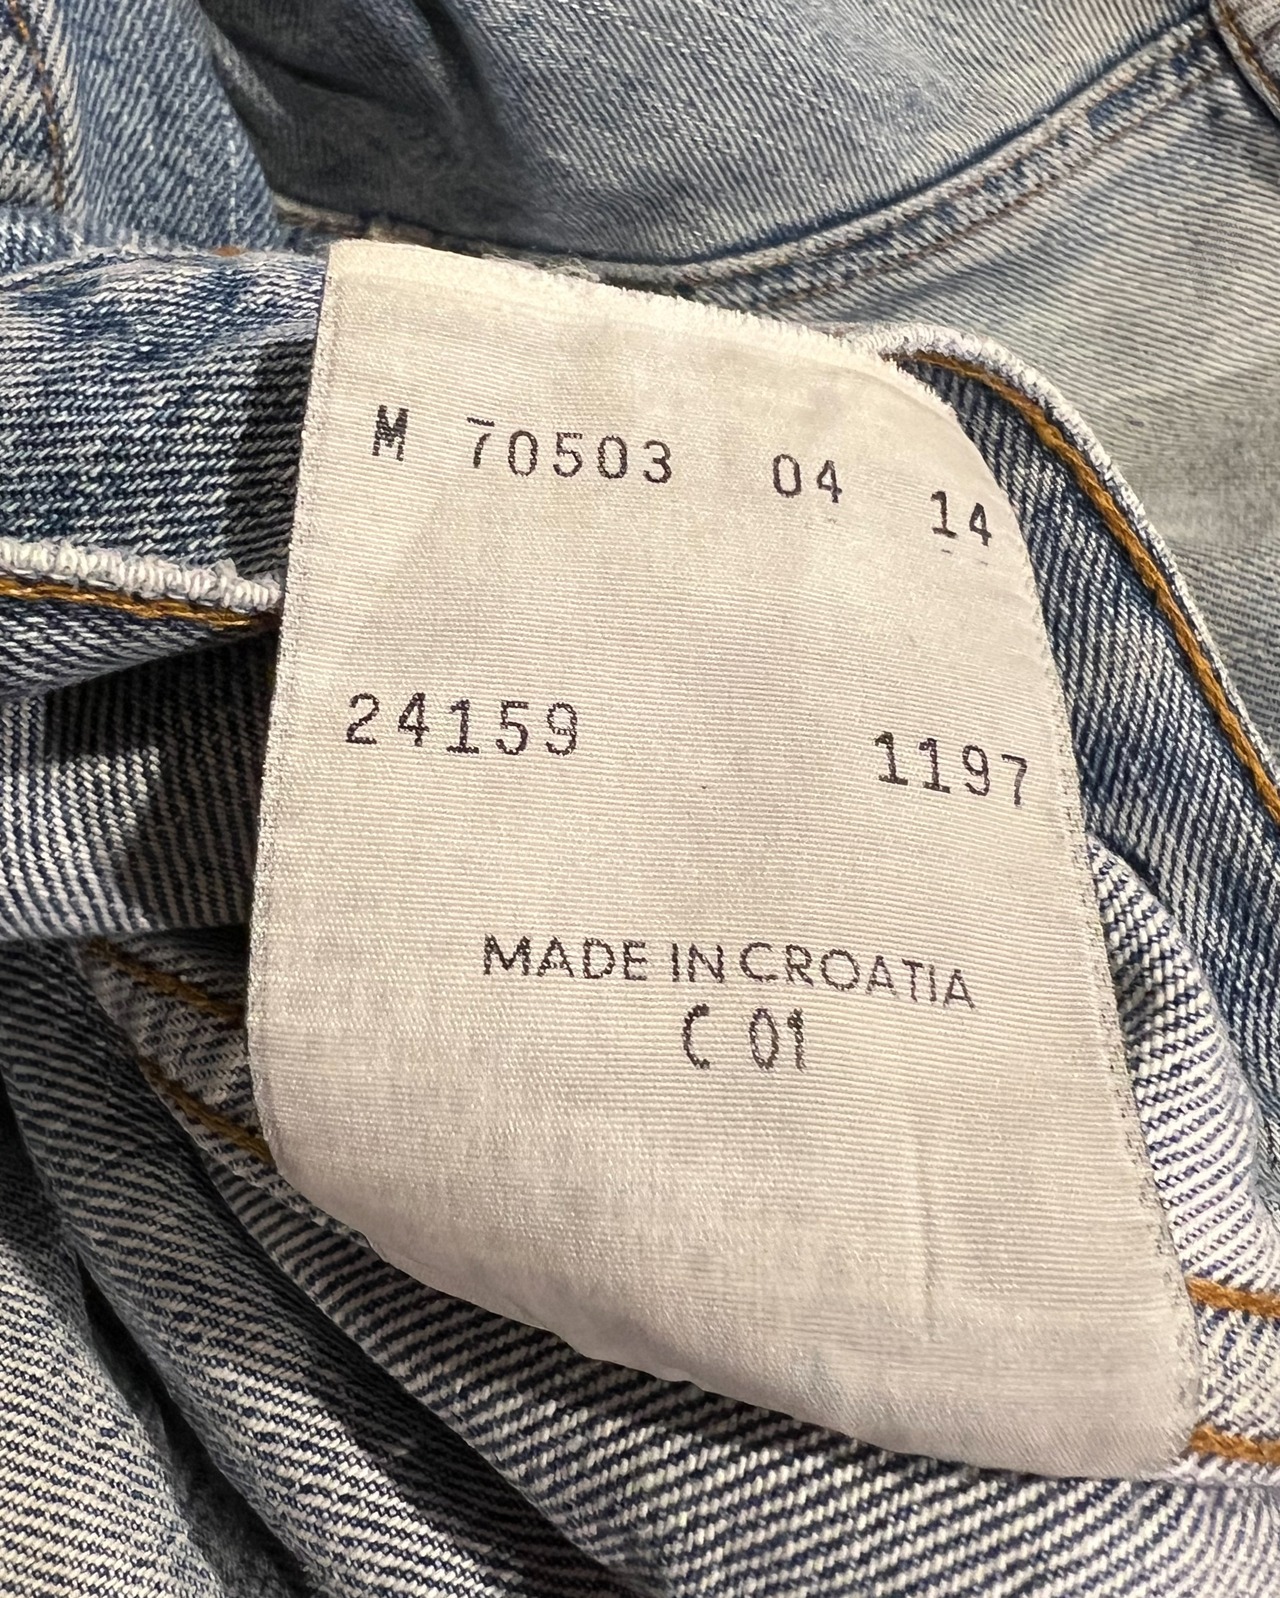 M 70503 04 14
24159 1197
MADE IN CROATIA
C 01